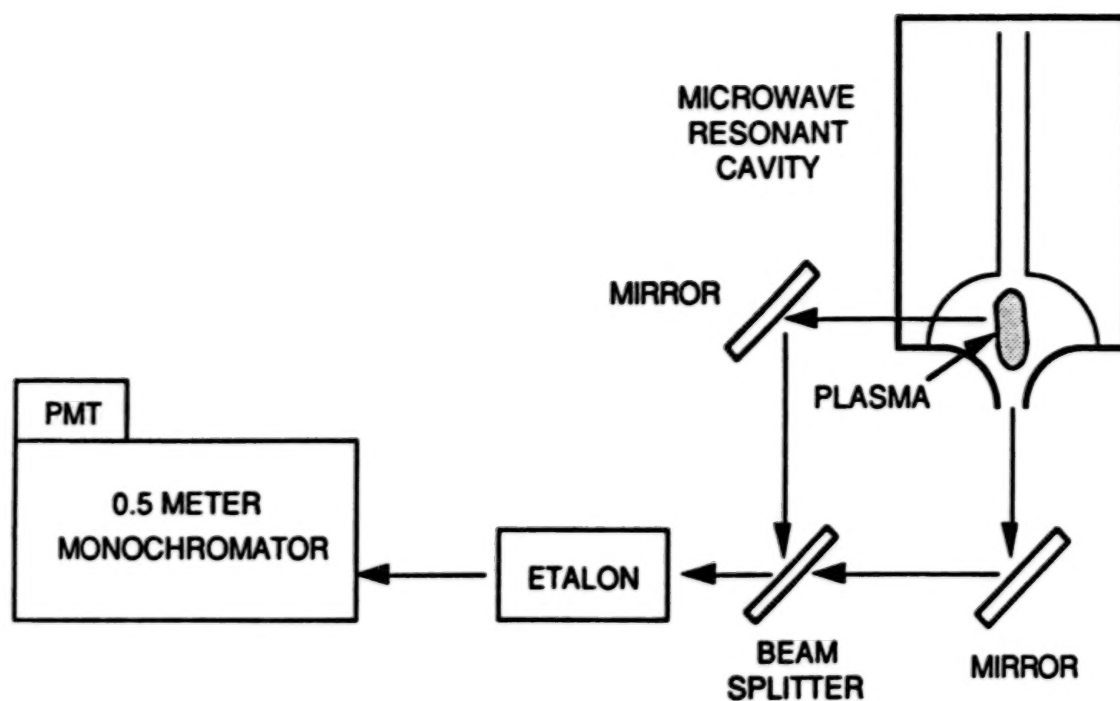 MICROWAVE
RESONANT
CAVITY
MIRROR
PLASMA
PMT
0.5 METER
MONOCHROMATOR
ETALON
BEAM
SPLITTER
MIRROR